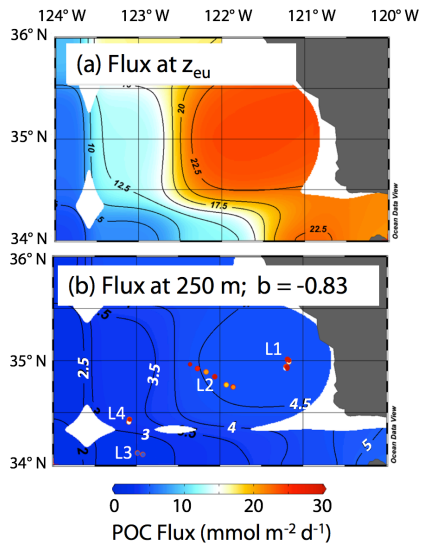 124°W 123°W 122°W 121°W 120°W
36°N
(a) Flux at zeu
20
10
22.5
35°N
12.5
17.5
22.5
34°N
Ocean Data View
(b) Flux at 250 m; b = -0.83
2.5
3.5
L1
35°N
L2
4.5
L4
4
3
5
2
L3
34°N
Ocean Data View
0 10 20 30
POC Flux (mmol m⁻² d⁻¹)